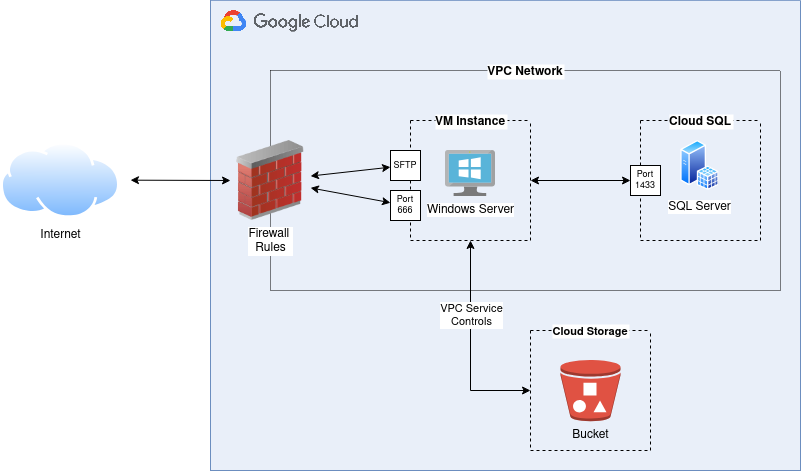 Google Cloud
VPC Network
VM Instance
Cloud SQL
SFTP
Port
666
Windows Server
Port
1433
SQL Server
Internet
Firewall
Rules
VPC Service
Controls
Cloud Storage
Bucket